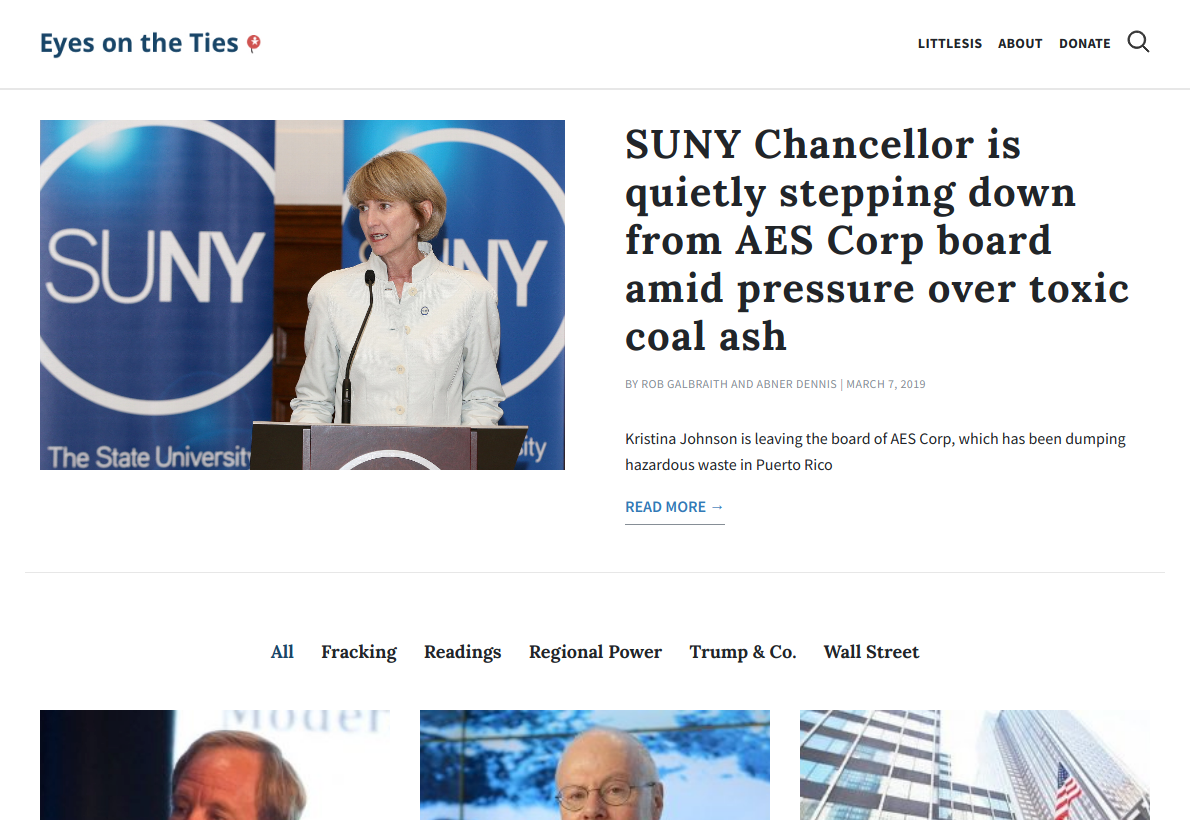 Eyes on the Ties
LITTLESIS ABOUT DONATE
SUNY
SUNY
The State University
sity
SUNY Chancellor is
quietly stepping down
from AES Corp board
amid pressure over toxic
coal ash
BY ROB GALBRAITH AND ABNER DENNIS | MARCH 7, 2019
Kristina Johnson is leaving the board of AES Corp, which has been dumping
hazardous waste in Puerto Rico
READ MORE →
All Fracking Readings Regional Power Trump & Co. Wall Street
Moder